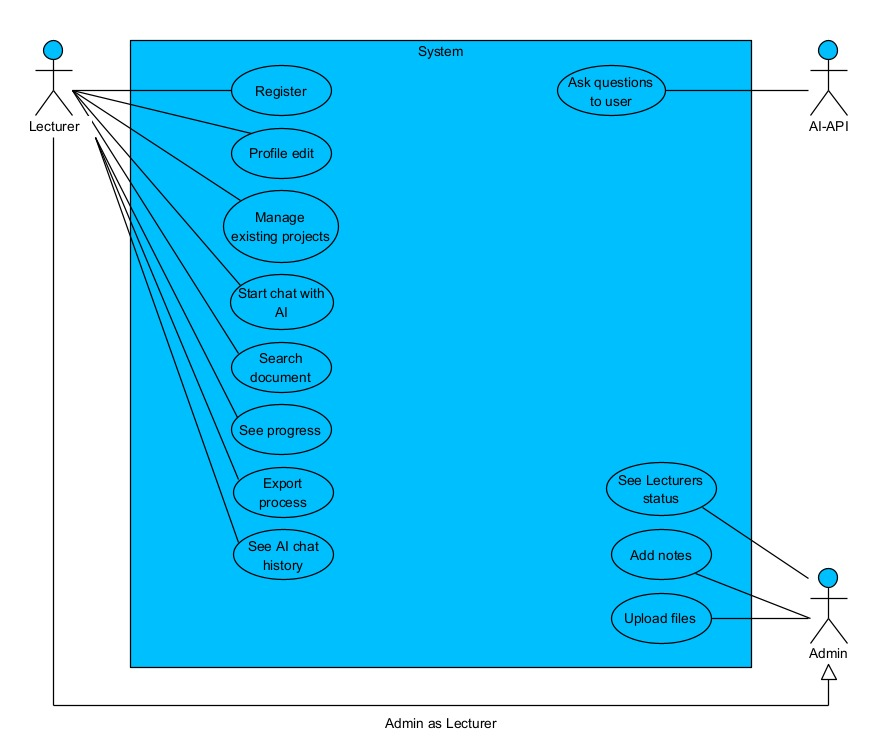 System
Register
Ask questions
to user
Lecturer
AI-API
Profile edit
Manage
existing projects
Start chat with
AI
Search
document
See progress
See Lecturers
status
Export
process
Add notes
See AI chat
history
Upload files
Admin
Admin as Lecturer